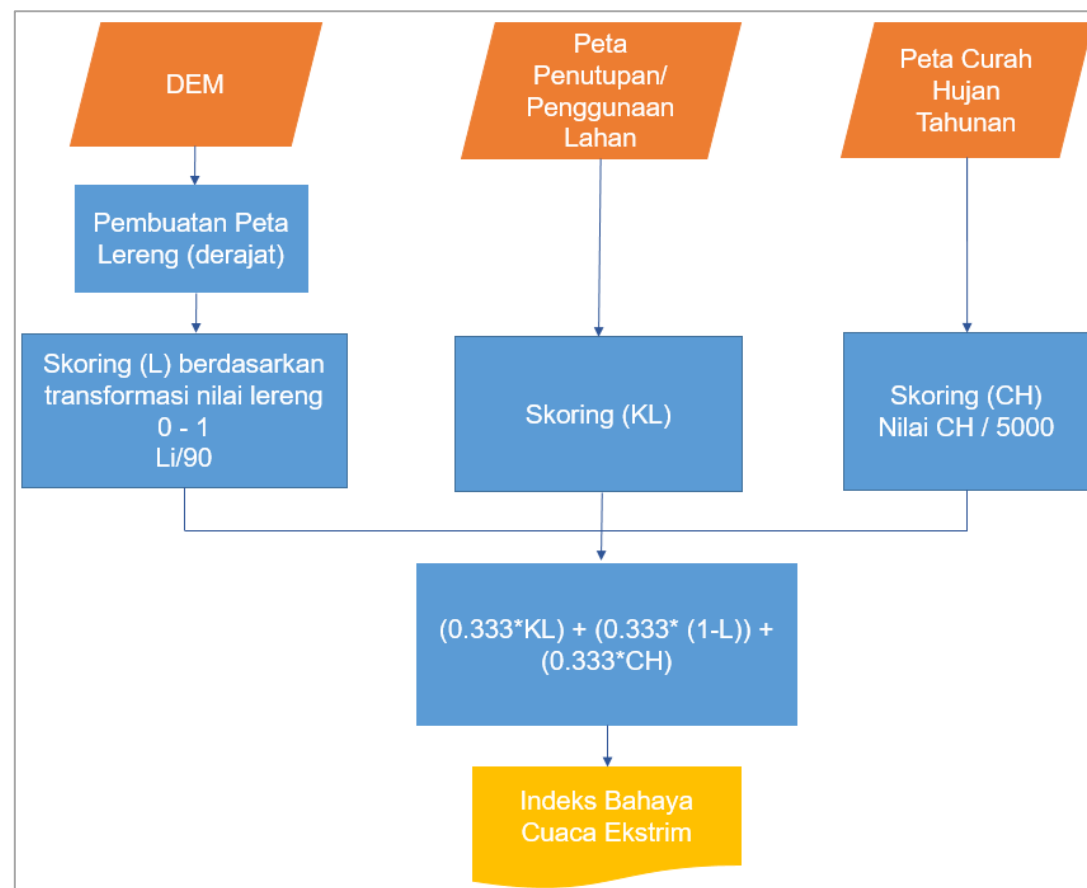 DEM
Peta
Penutupan/
Penggunaan
Lahan
Peta Curah
Hujan
Tahunan
Pembuatan Peta
Lereng (derajat)
Skoring (L) berdasarkan
transformasi nilai lereng
0 - 1
Li/90
Skoring (KL)
Skoring (CH)
Nilai CH / 5000
(0.333*KL) + (0.333* (1-L)) +
(0.333*CH)
Indeks Bahaya
Cuaca Ekstrim